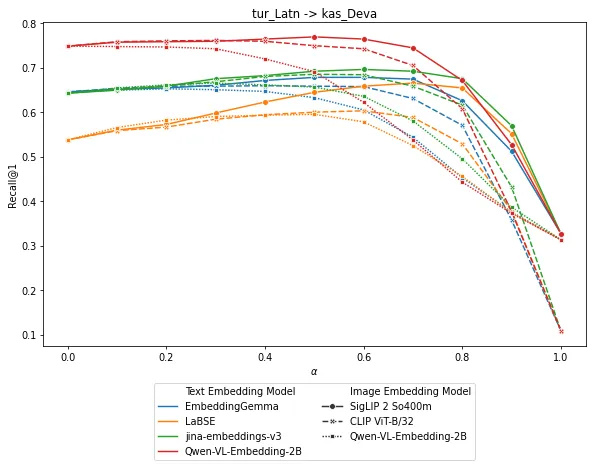 tur_Latn -> kas_Deva
Recall@1
0.8
0.7
0.6
0.5
0.4
0.3
0.2
0.1
0.0 0.2 0.4 0.6 0.8 1.0
α
Text Embedding Model
EmbeddingGemma
LaBSE
jina-embeddings-v3
Qwen-VL-Embedding-2B
Image Embedding Model
SigLIP 2 So400m
CLIP ViT-B/32
Qwen-VL-Embedding-2B